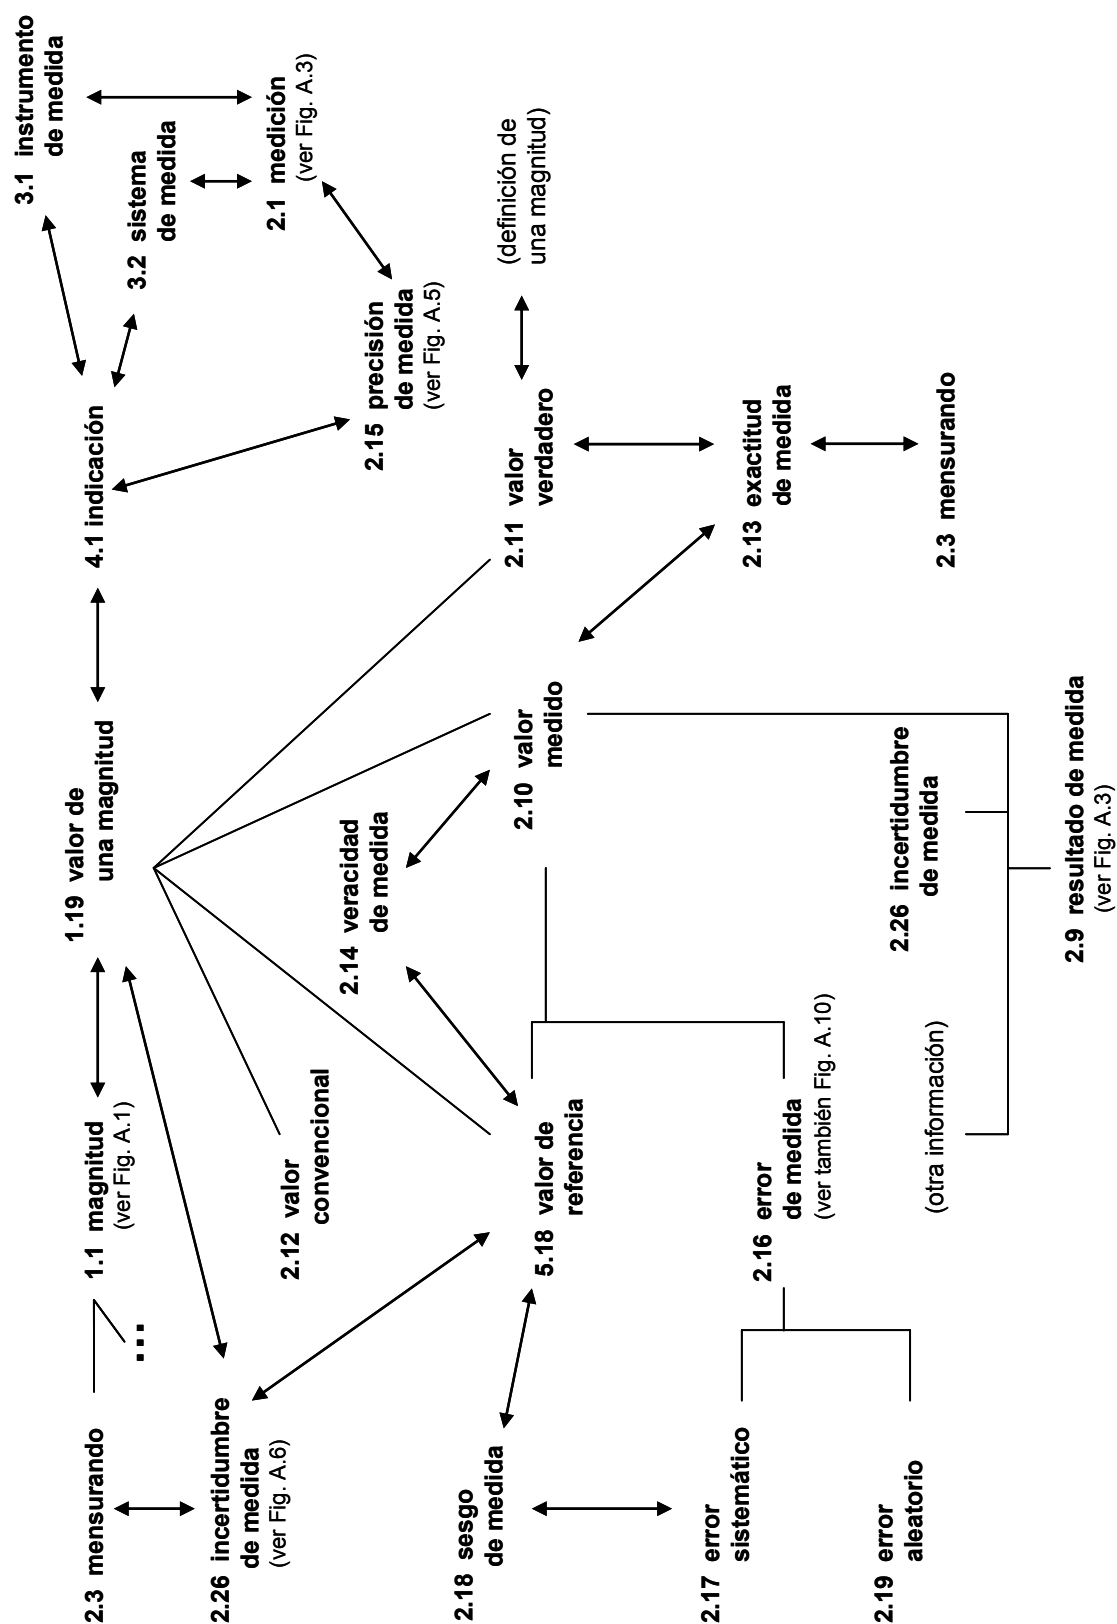 2.3 mensurando
1.1 magnitud
(ver Fig. A.1)
...
1.19 valor de
una magnitud
4.1 indicación
3.1 instrumento
de medida
3.2 sistema
de medida
2.1 medición
(ver Fig. A.3)
2.26 incertidumbre
de medida
(ver Fig. A.6)
2.12 valor
convencional
2.14 veracidad
de medida
2.15 precisión
de medida
(ver Fig. A.5)
2.18 sesgo
de medida
5.18 valor de
referencia
2.10 valor
medido
2.11 valor
verdadero
(definición de
una magnitud)
2.17 error
sistemático
2.16 error
de medida
(ver también Fig. A.10)
2.13 exactitud
de medida
2.19 error
aleatorio
(otra información)
2.26 incertidumbre
de medida
2.3 mensurando
2.9 resultado de medida
(ver Fig. A.3)